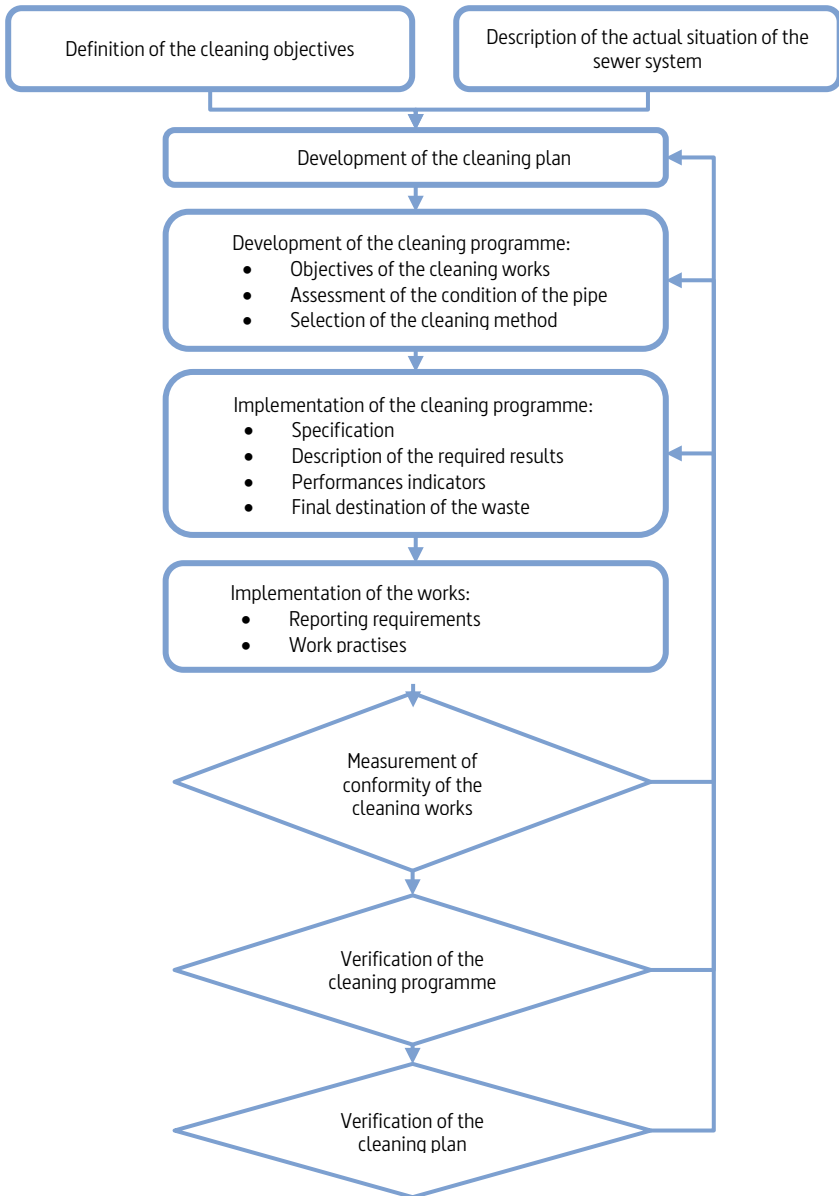 Definition of the cleaning objectives
Description of the actual situation of the
sewer system
Development of the cleaning plan
Development of the cleaning programme:
• Objectives of the cleaning works
• Assessment of the condition of the pipe
• Selection of the cleaning method
Implementation of the cleaning programme:
• Specification
• Description of the required results
• Performances indicators
• Final destination of the waste
Implementation of the works:
• Reporting requirements
• Work practises
Measurement of
conformity of the
cleaning works
Verification of the
cleaning programme
Verification of the
cleaning plan